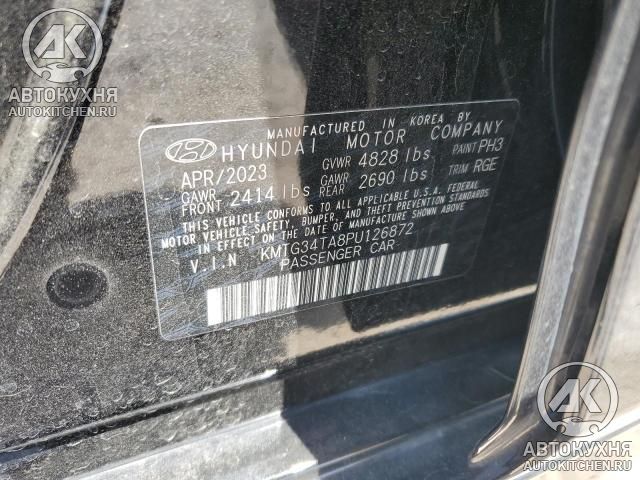 АК
АВТОКУХНЯ
AUTOKITCHEN.RU
MANUFACTURED IN KOREA BY
HYUNDAI MOTOR COMPANY
APR/2023 GVWR 4828 lbs PAINT PH3
GAWR FRONT 2414 lbs GAWR REAR 2690 lbs TRIM RGE
THIS VEHICLE CONFORMS TO ALL APPLICABLE U.S.A. FEDERAL
MOTOR VEHICLE SAFETY, BUMPER, AND THEFT PREVENTION
STANDARDS IN EFFECT ON THE DATE OF MANUFACTURE SHOWN ABOVE.
V.I.N KMTG34TA8PU126872
PASSENGER CAR
АК
АВТОКУХНЯ
AUTOKITCHEN.RU